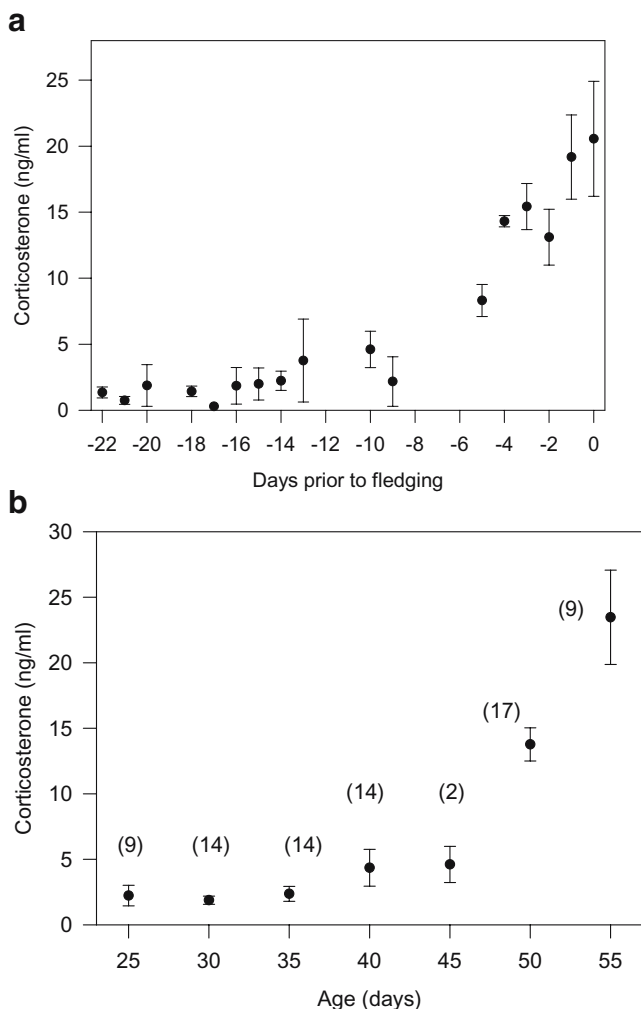 a
25
20
15
10
5
0
Corticosterone (ng/ml)
-22 -20 -18 -16 -14 -12 -10 -8 -6 -4 -2 0
Days prior to fledging
b
30
25
20
15
10
5
0
Corticosterone (ng/ml)
(9) (14) (14) (14) (2) (17) (9)
25 30 35 40 45 50 55
Age (days)